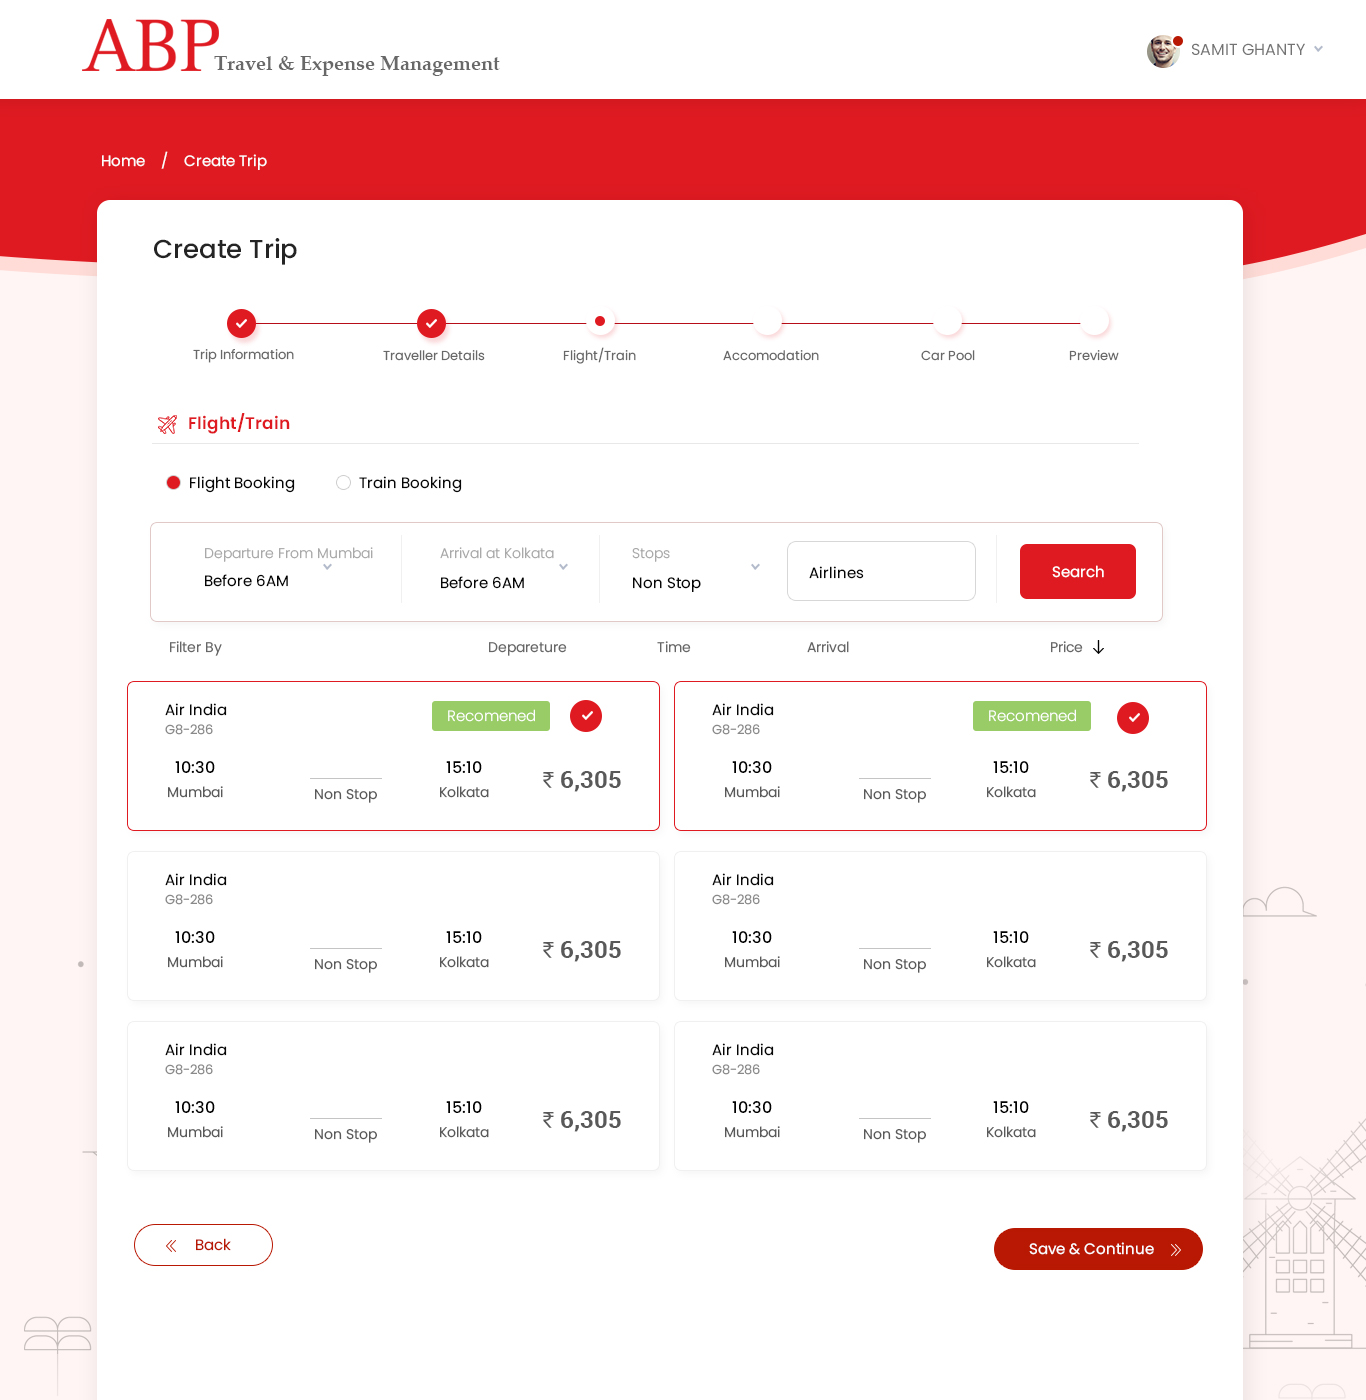 ABP Travel & Expense Management
SAMIT GHANTY
Home / Create Trip
Create Trip
Trip Information Traveller Details Flight/Train Accomodation Car Pool Preview
Flight/Train
Flight Booking Train Booking
Departure From Mumbai Arrival at Kolkata Stops
Before 6AM Before 6AM Non Stop Airlines Search
Filter By Depareture Time Arrival Price
Air India Recomened
G8-286
10:30 15:10
₹ 6,305
Mumbai Non Stop Kolkata
Air India Recomened
G8-286
10:30 15:10
₹ 6,305
Mumbai Non Stop Kolkata
Air India
G8-286
10:30 15:10
₹ 6,305
Mumbai Non Stop Kolkata
Air India
G8-286
10:30 15:10
₹ 6,305
Mumbai Non Stop Kolkata
Air India
G8-286
10:30 15:10
₹ 6,305
Mumbai Non Stop Kolkata
Air India
G8-286
10:30 15:10
₹ 6,305
Mumbai Non Stop Kolkata
Back
Save & Continue